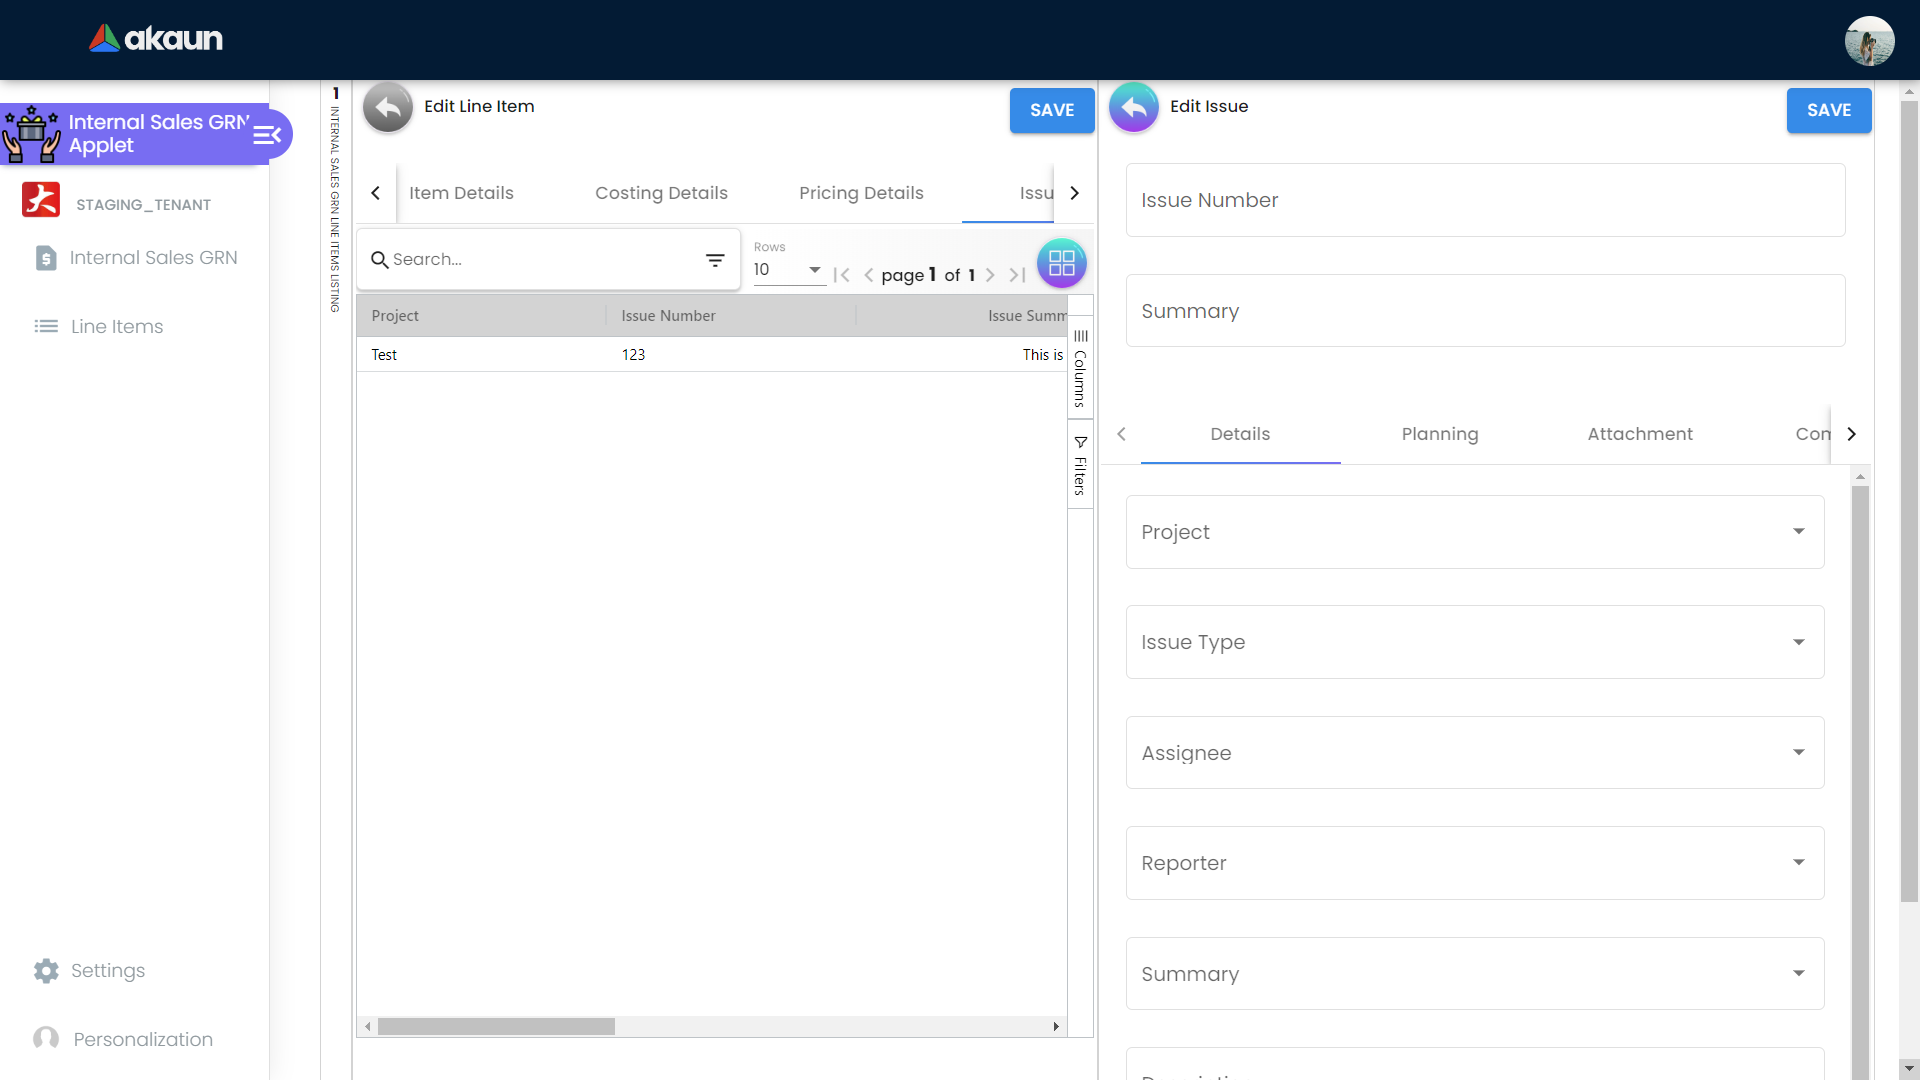 akaun
Internal Sales GRN
Applet
STAGING_TENANT
Internal Sales GRN
Line Items
Settings
Personalization
1
INTERNAL SALES GRN LINE ITEMS LISTING
Edit Line Item
SAVE
Item Details
Costing Details
Pricing Details
Issu
Search...
Rows
10
page 1 of 1
Project
Issue Number
Issue Summ
Test
123
This is
Columns
Filters
Edit Issue
SAVE
Issue Number
Summary
Details
Planning
Attachment
Com
Project
Issue Type
Assignee
Reporter
Summary